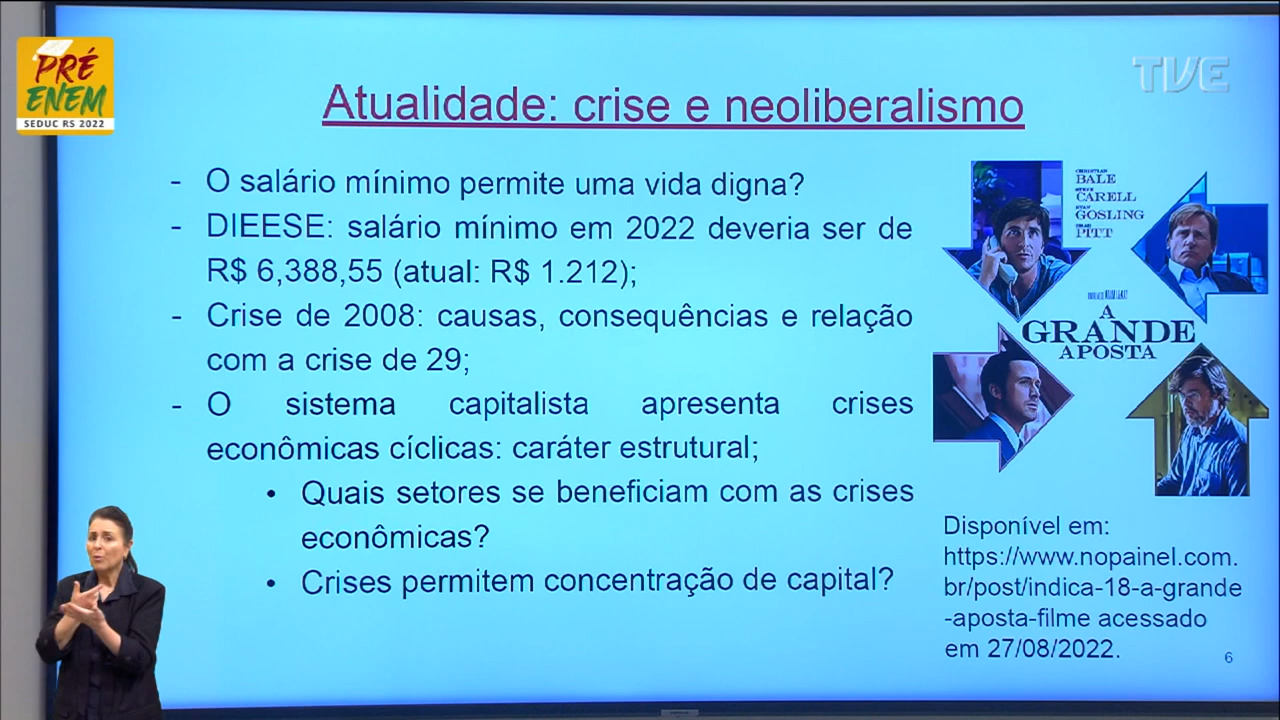 PRÉ
ENEM
SEDUC RS 2022
TVE
Atualidade: crise e neoliberalismo
- O salário mínimo permite uma vida digna?
- DIEESE: salário mínimo em 2022 deveria ser de
R$ 6,388,55 (atual: R$ 1.212);
- Crise de 2008: causas, consequências e relação
com a crise de 29;
- O sistema capitalista apresenta crises
econômicas cíclicas: caráter estrutural;
• Quais setores se beneficiam com as crises
econômicas?
• Crises permitem concentração de capital?
CHRISTIAN
BALE
STEVE
CARELL
RYAN
GOSLING
PITT
A
GRANDE
APOSTA
Disponível em:
https://www.nopainel.com.
br/post/indica-18-a-grande
-aposta-filme acessado
em 27/08/2022.
6